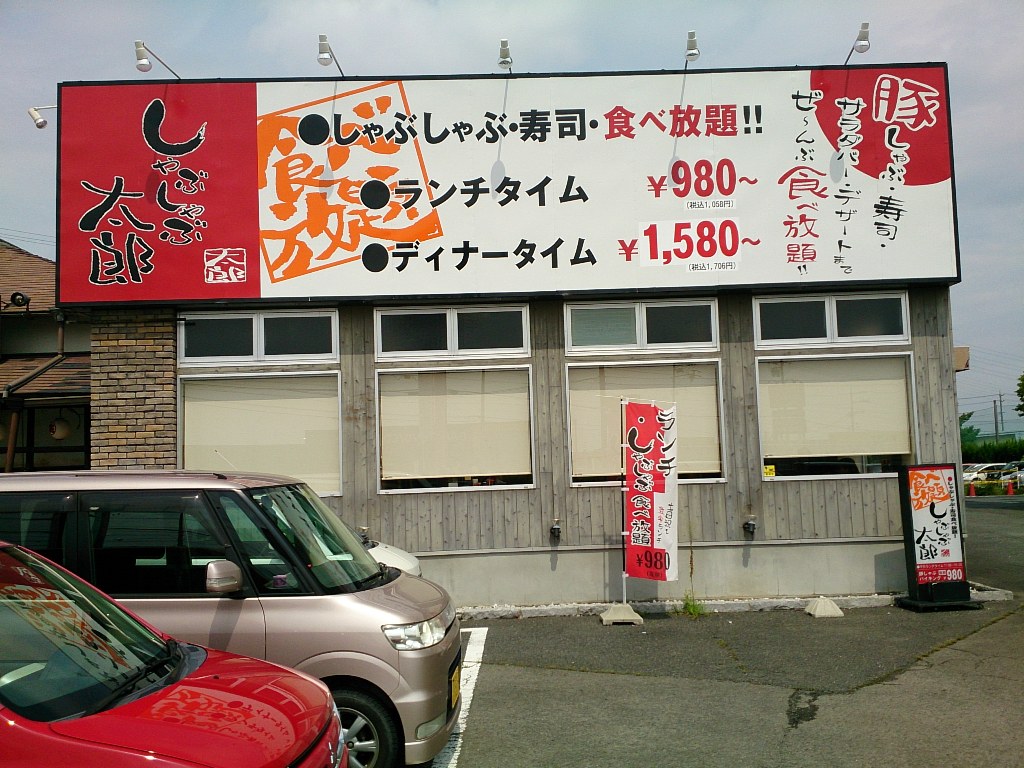 しゃぶしゃぶ
太郎
太郎
食べ放題
●しゃぶしゃぶ・寿司・食べ放題!!
●ランチタイム ¥980~
(税込1,058円)
●ディナータイム ¥1,580~
(税込1,706円)
豚しゃぶ・寿司・
サラダバー・デザートまで
ぜ~んぶ食べ放題!!
ランチ
・しゃぶしゃぶ食べ放題
¥980
食べ放題
しゃぶしゃぶ
太郎
980